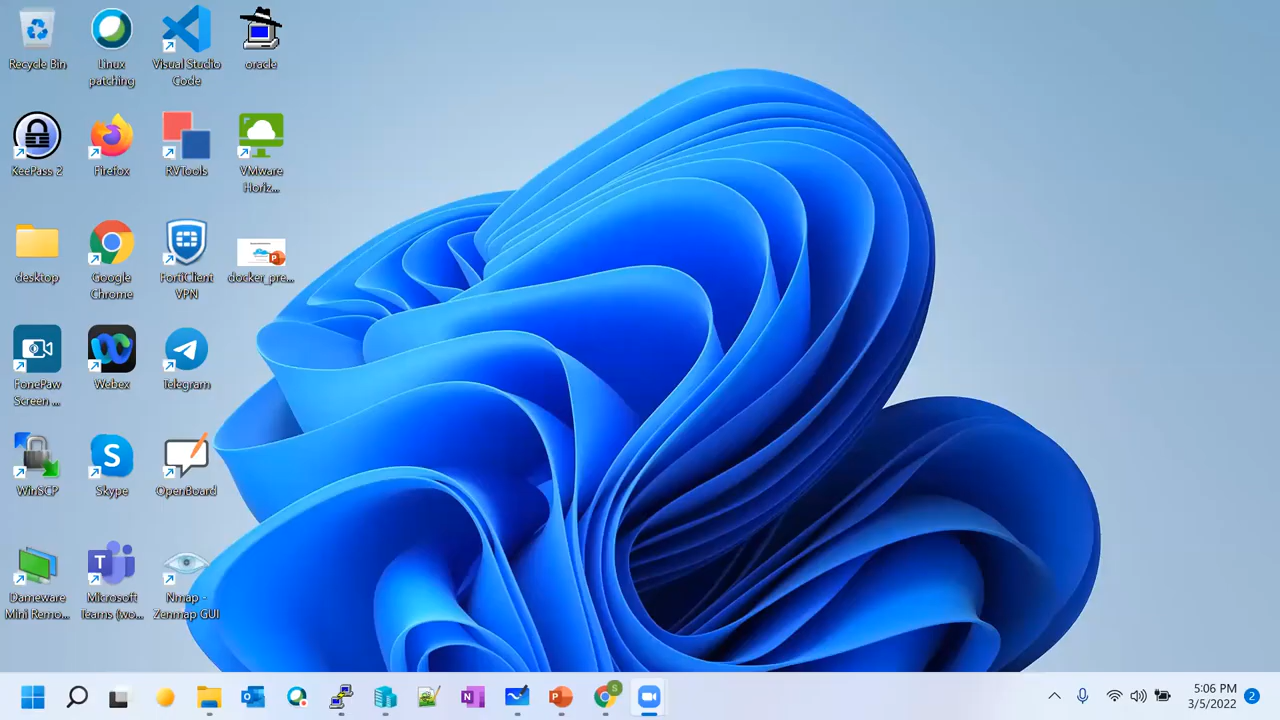 Recycle Bin
Linux
patching
Visual Studio
Code
oracle
KeePass 2
Firefox
RVTools
VMware
Horiz...
desktop
Google
Chrome
FortiClient
VPN
docker_pre...
FonePaw
Screen ...
Webex
Telegram
WinSCP
Skype
OpenBoard
Dameware
Mini Remo...
Microsoft
Teams (wo...
Nmap -
Zenmap GUI
5:06 PM
3/5/2022
2